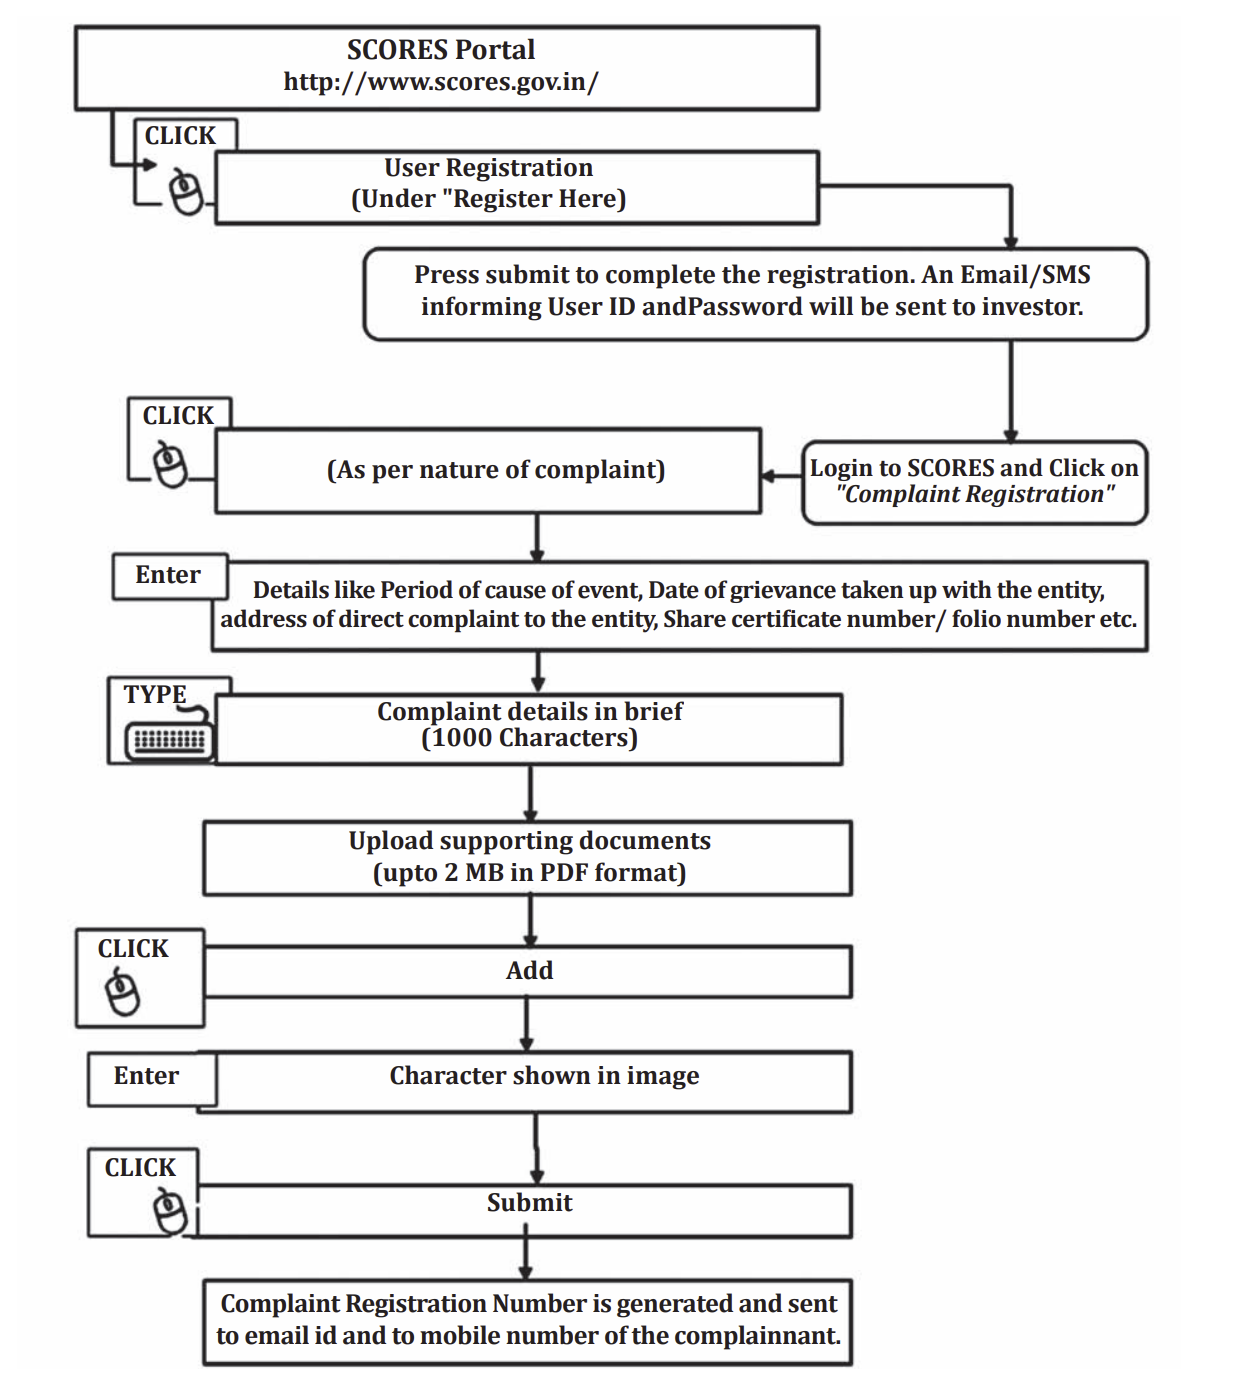 SCORES Portal
http://www.scores.gov.in/
CLICK
User Registration
(Under "Register Here)
Press submit to complete the registration. An Email/SMS
informing User ID andPassword will be sent to investor.
CLICK
(As per nature of complaint)
Login to SCORES and Click on
"Complaint Registration"
Enter
Details like Period of cause of event, Date of grievance taken up with the entity,
address of direct complaint to the entity, Share certificate number/ folio number etc.
TYPE
Complaint details in brief
(1000 Characters)
Upload supporting documents
(upto 2 MB in PDF format)
CLICK
Add
Enter
Character shown in image
CLICK
Submit
Complaint Registration Number is generated and sent
to email id and to mobile number of the complainnant.